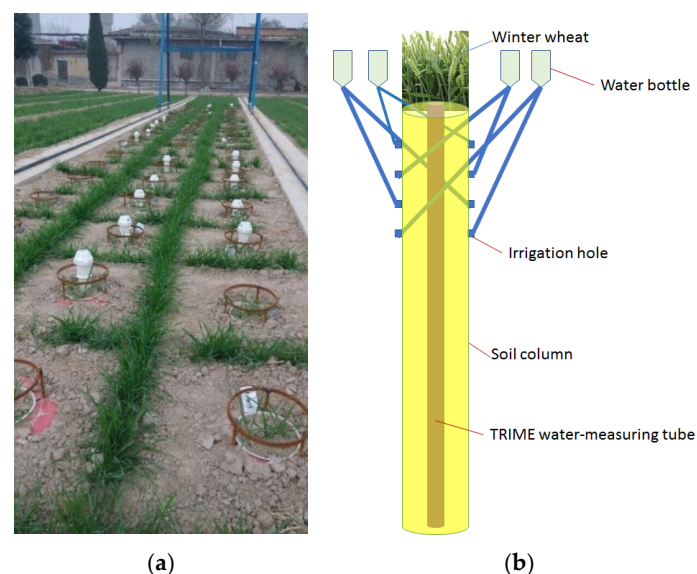 Winter wheat
Water bottle
Irrigation hole
Soil column
TRIME water-measuring tube
(a)
(b)